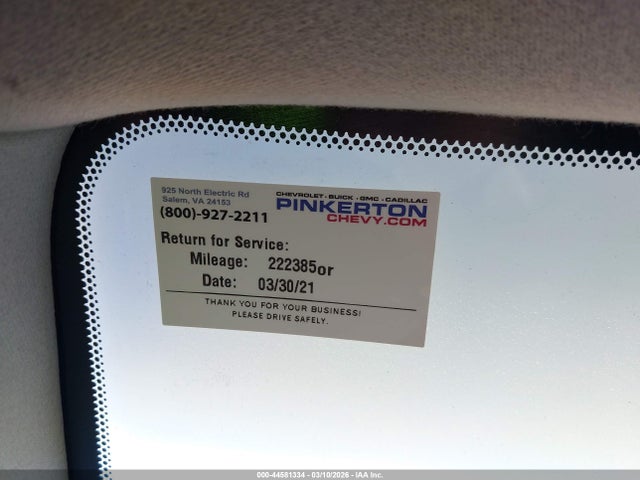 925 North Electric Rd
Salem, VA 24153
(800)-927-2211
CHEVROLET • BUICK • GMC • CADILLAC
PINKERTON
CHEVY.COM
Return for Service:
Mileage: 222385or
Date: 03/30/21
THANK YOU FOR YOUR BUSINESS!
PLEASE DRIVE SAFELY.
000-44581334 - 03/10/2026 - IAA Inc.